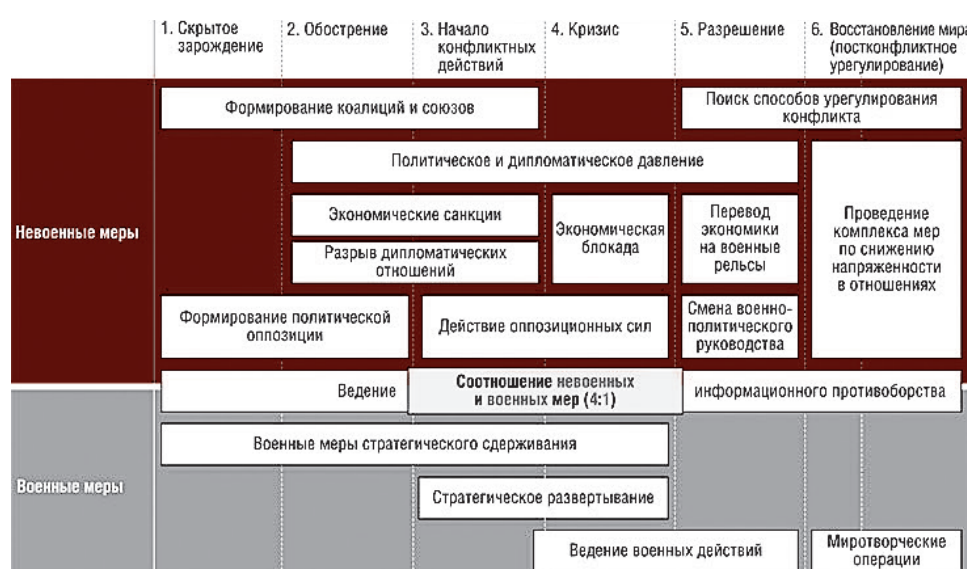 1. Скрытое
зарождение
2. Обострение
3. Начало
конфликтных
действий
4. Кризис
5. Разрешение
6. Восстановление мира
(постконфликтное
урегулирование)
Невоенные меры
Формирование коалиций и союзов
Поиск способов урегулирования
конфликта
Политическое и дипломатическое давление
Экономические санкции
Разрыв дипломатических
отношений
Экономическая
блокада
Перевод
экономики
на военные
рельсы
Проведение
комплекса мер
по снижению
напряженности
в отношениях
Формирование политической
оппозиции
Действие оппозиционных сил
Смена военно-
политического
руководства
Ведение
Соотношение невоенных
и военных мер (4:1)
информационного противоборства
Военные меры
Военные меры стратегического сдерживания
Стратегическое развертывание
Ведение военных действий
Миротворческие
операции